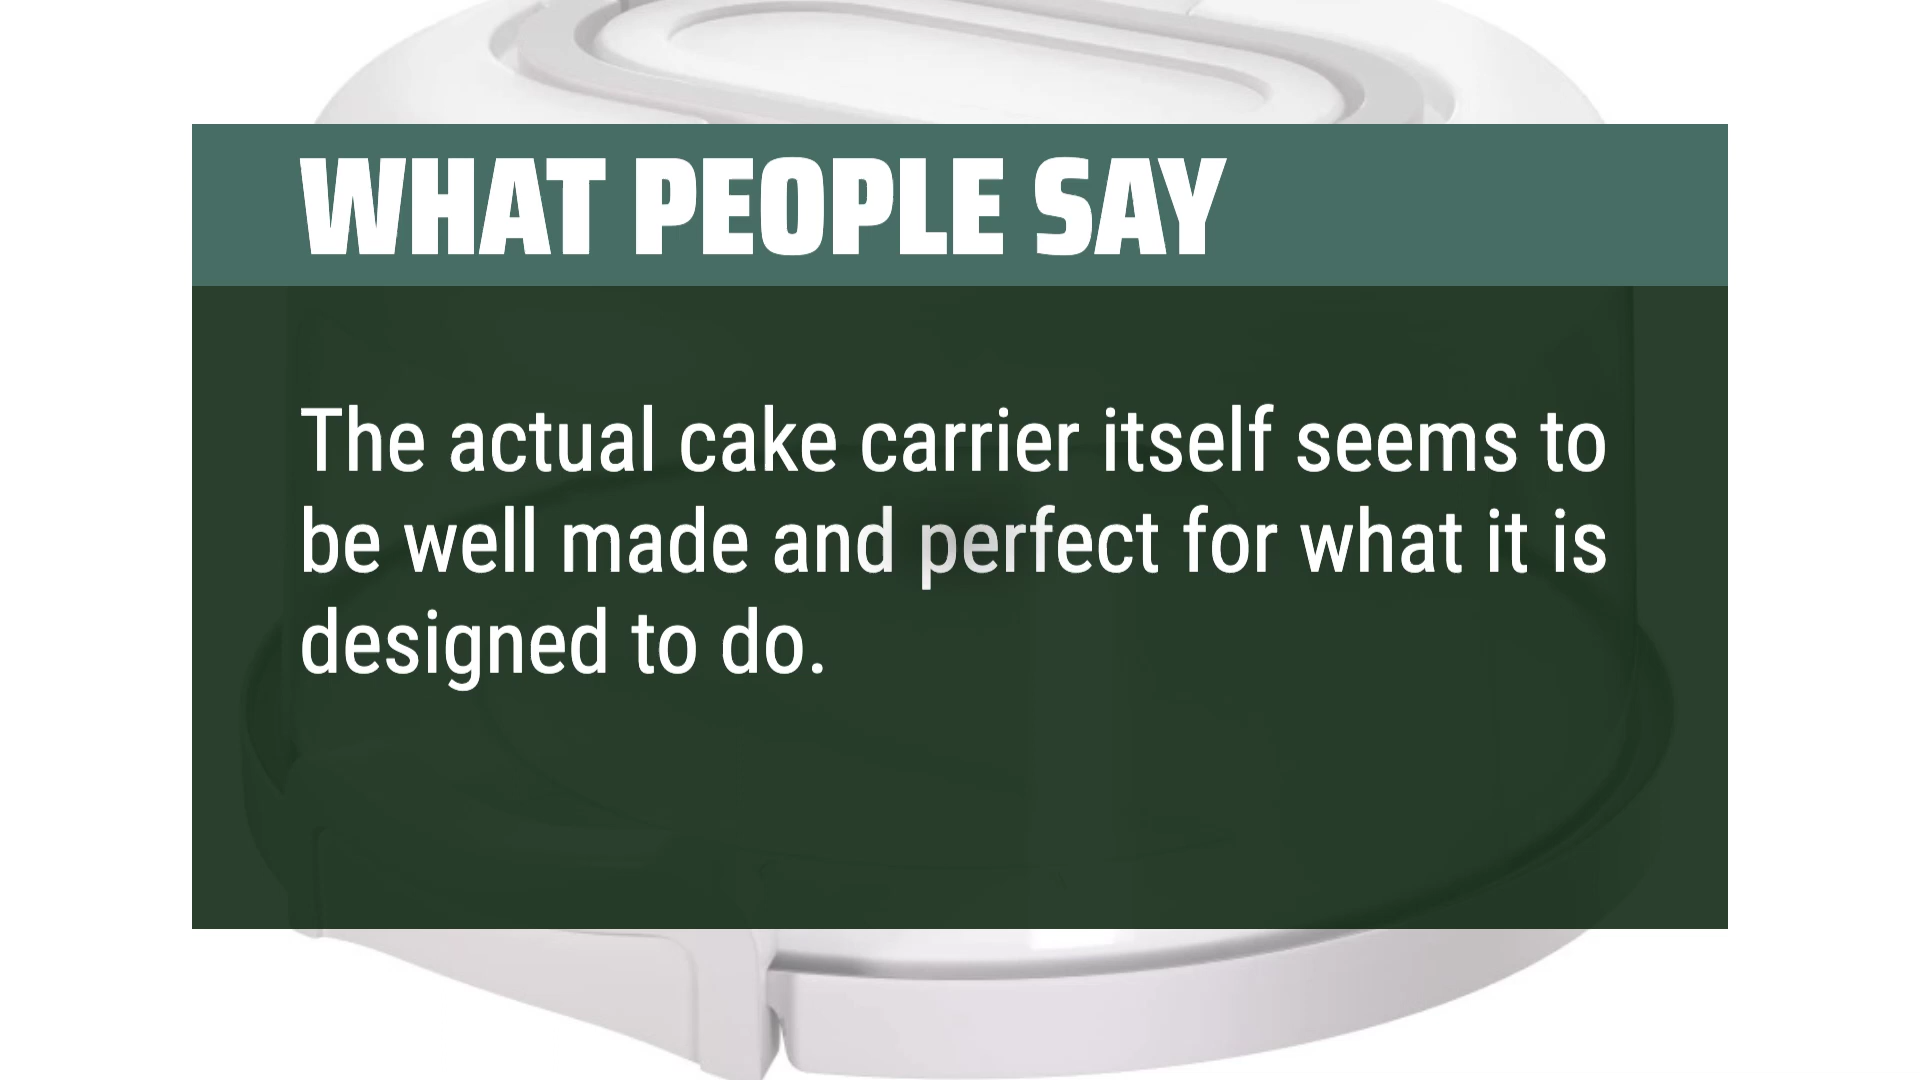 WHAT PEOPLE SAY
The actual cake carrier itself seems to
be well made and perfect for what it is
designed to do.